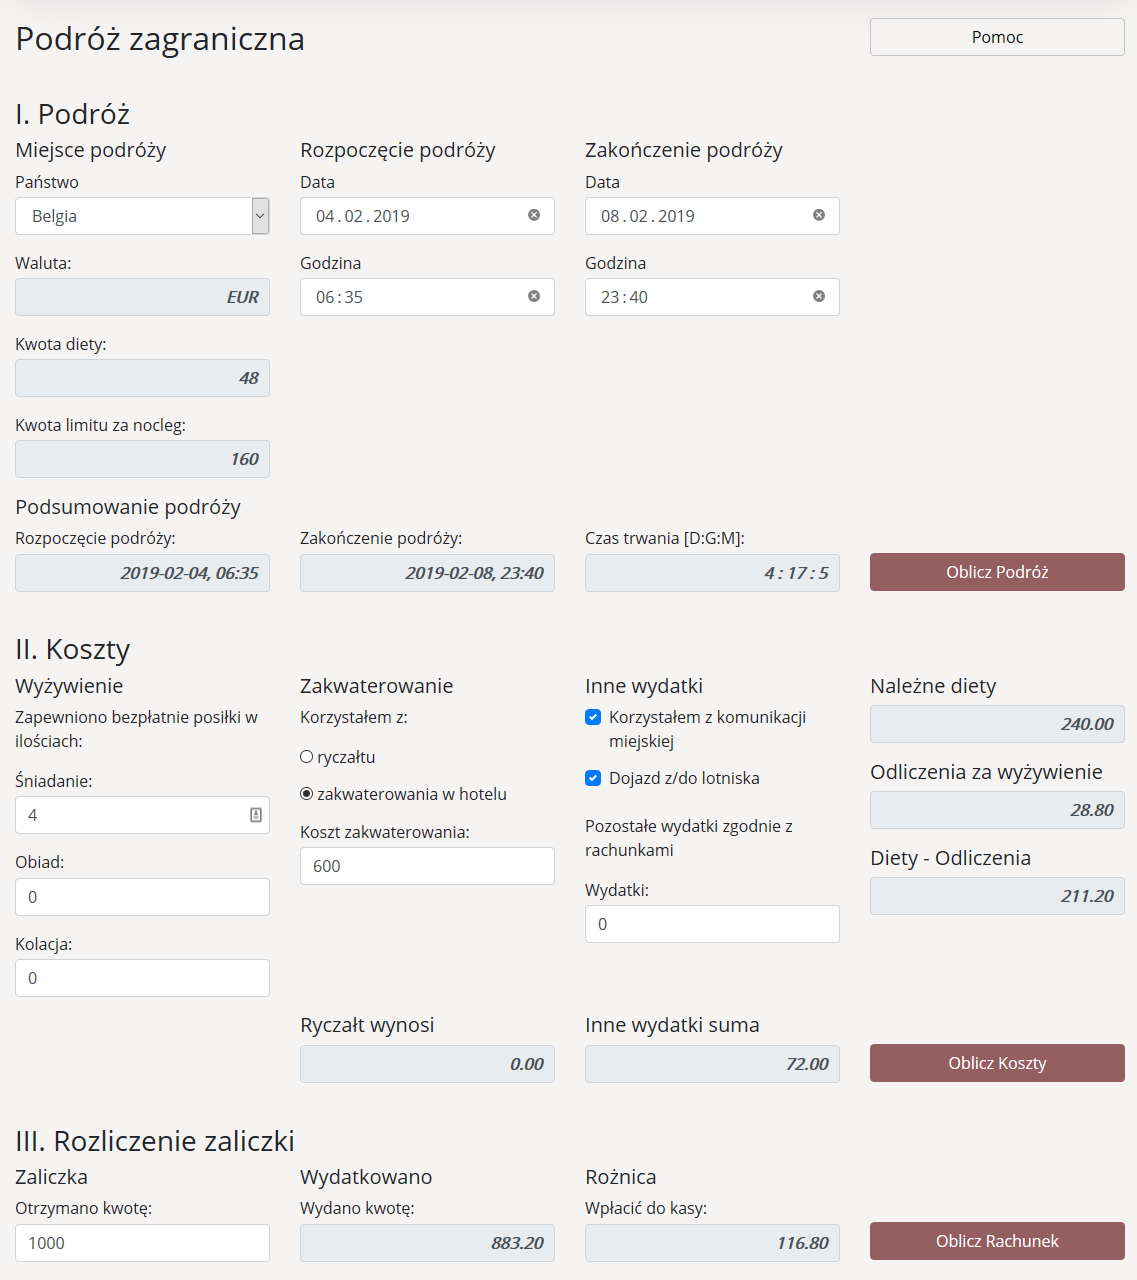 Podróż zagraniczna
Pomoc
I. Podróż
Miejsce podróży
Rozpoczęcie podróży
Zakończenie podróży
Państwo
Data
Data
Belgia
04.02.2019
08.02.2019
Waluta:
Godzina
Godzina
EUR
06:35
23:40
Kwota diety:
48
Kwota limitu za nocleg:
160
Podsumowanie podróży
Rozpoczęcie podróży:
Zakończenie podróży:
Czas trwania [D:G:M]:
2019-02-04, 06:35
2019-02-08, 23:40
4 : 17 : 5
Oblicz Podróż
II. Koszty
Wyżywienie
Zapewniono bezpłatnie posiłki w
ilościach:
Śniadanie:
4
Obiad:
0
Kolacja:
0
Zakwaterowanie
Korzystałem z:
ryczałtu
zakwaterowania w hotelu
Koszt zakwaterowania:
600
Inne wydatki
Korzystałem z komunikacji
miejskiej
Dojazd z/do lotniska
Pozostałe wydatki zgodnie z
rachunkami
Wydatki:
0
Należne diety
240.00
Odliczenia za wyżywienie
28.80
Diety - Odliczenia
211.20
Ryczałt wynosi
0.00
Inne wydatki suma
72.00
Oblicz Koszty
III. Rozliczenie zaliczki
Zaliczka
Wydatkowano
Rożnica
Otrzymano kwotę:
Wydano kwotę:
Wpłacić do kasy:
1000
883.20
116.80
Oblicz Rachunek